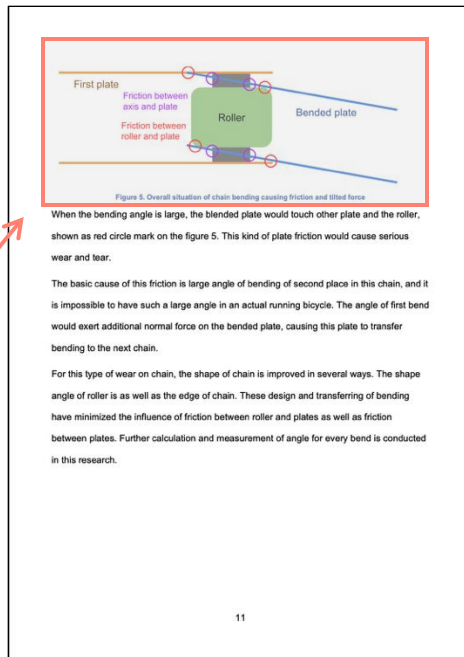 First plate
Friction between
axis and plate
Friction between
roller and plate
Roller
Bended plate
Figure 5. Overall situation of chain bending causing friction and tilted force
When the bending angle is large, the blended plate would touch other plate and the roller,
shown as red circle mark on the figure 5. This kind of plate friction would cause serious
wear and tear.
The basic cause of this friction is large angle of bending of second place in this chain, and it
is impossible to have such a large angle in an actual running bicycle. The angle of first bend
would exert additional normal force on the bended plate, causing this plate to transfer
bending to the next chain.
For this type of wear on chain, the shape of chain is improved in several ways. The shape
angle of roller is as well as the edge of chain. These design and transferring of bending
have minimized the influence of friction between roller and plates as well as friction
between plates. Further calculation and measurement of angle for every bend is conducted
in this research.
11